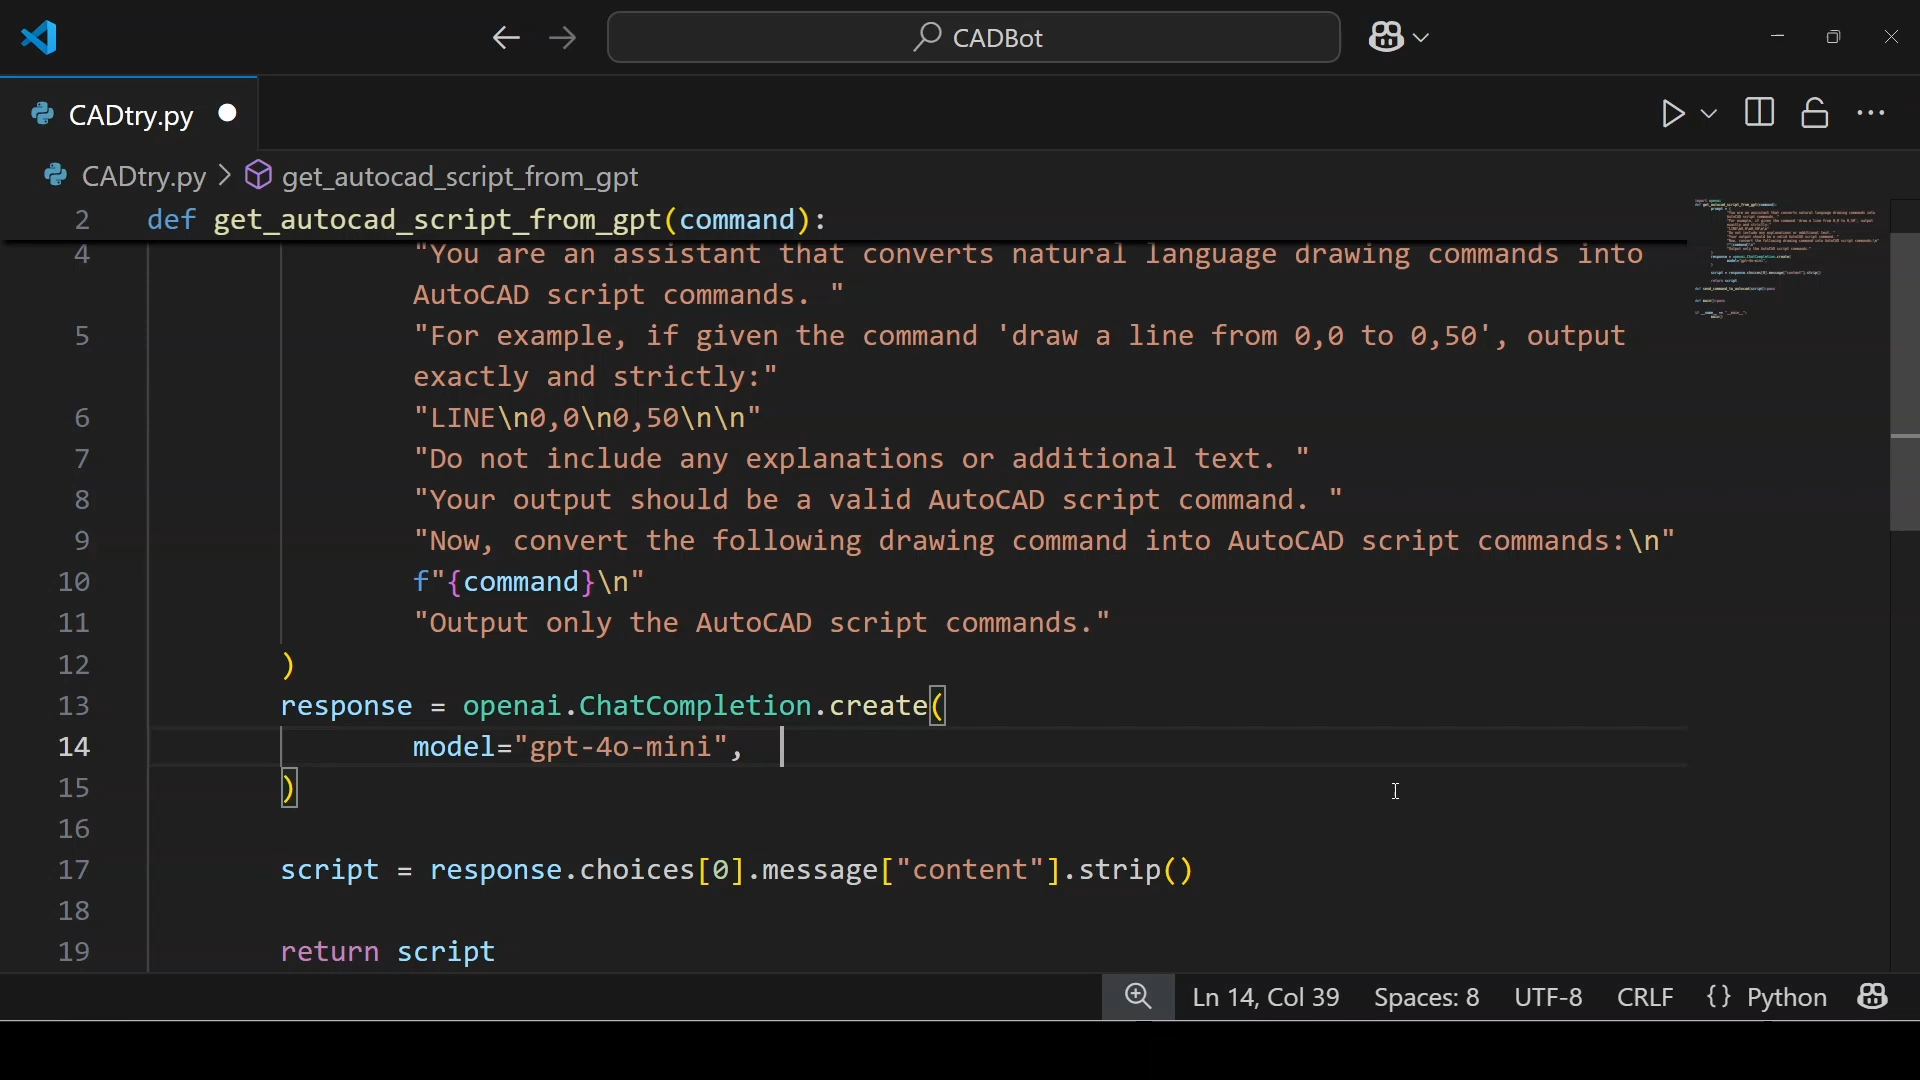 CADBot
CADtry.py
CADtry.py > get_autocad_script_from_gpt
2 def get_autocad_script_from_gpt(command):
4 "You are an assistant that converts natural language drawing commands into
AutoCAD script commands. "
5 "For example, if given the command 'draw a line from 0,0 to 0,50', output
exactly and strictly:"
6 "LINE\n0,0\n0,50\n\n"
7 "Do not include any explanations or additional text. "
8 "Your output should be a valid AutoCAD script command. "
9 "Now, convert the following drawing command into AutoCAD script commands:\n"
10 f"{command}\n"
11 "Output only the AutoCAD script commands."
12 )
13 response = openai.ChatCompletion.create(
14 model="gpt-4o-mini",
15 )
16
17 script = response.choices[0].message["content"].strip()
18
19 return script
Ln 14, Col 39 Spaces: 8 UTF-8 CRLF {} Python